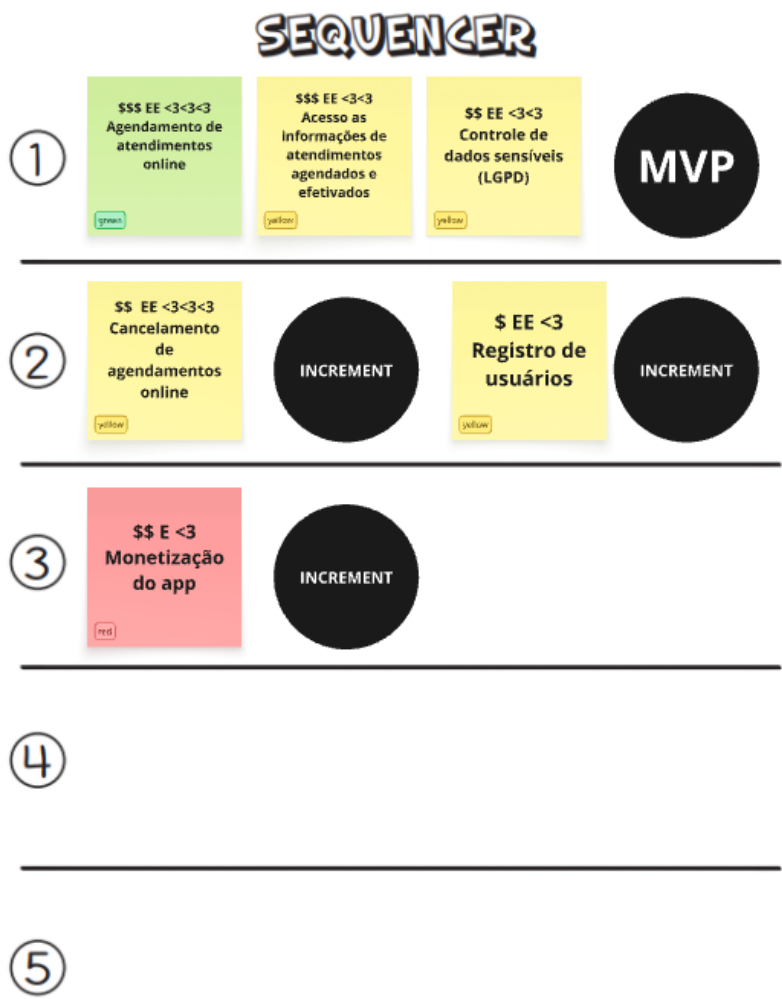 SEQUENCER
1
$$$ EE <3<3<3
Agendamento de
atendimentos
online
green
$$$ EE <3<3
Acesso as
informações de
atendimentos
agendados e
efetivados
yellow
$$ EE <3<3
Controle de
dados sensíveis
(LGPD)
yellow
MVP
2
$$ EE <3<3<3
Cancelamento
de
agendamentos
online
yellow
INCREMENT
$ EE <3
Registro de
usuários
yellow
INCREMENT
3
$$ E <3
Monetização
do app
red
INCREMENT
4
5